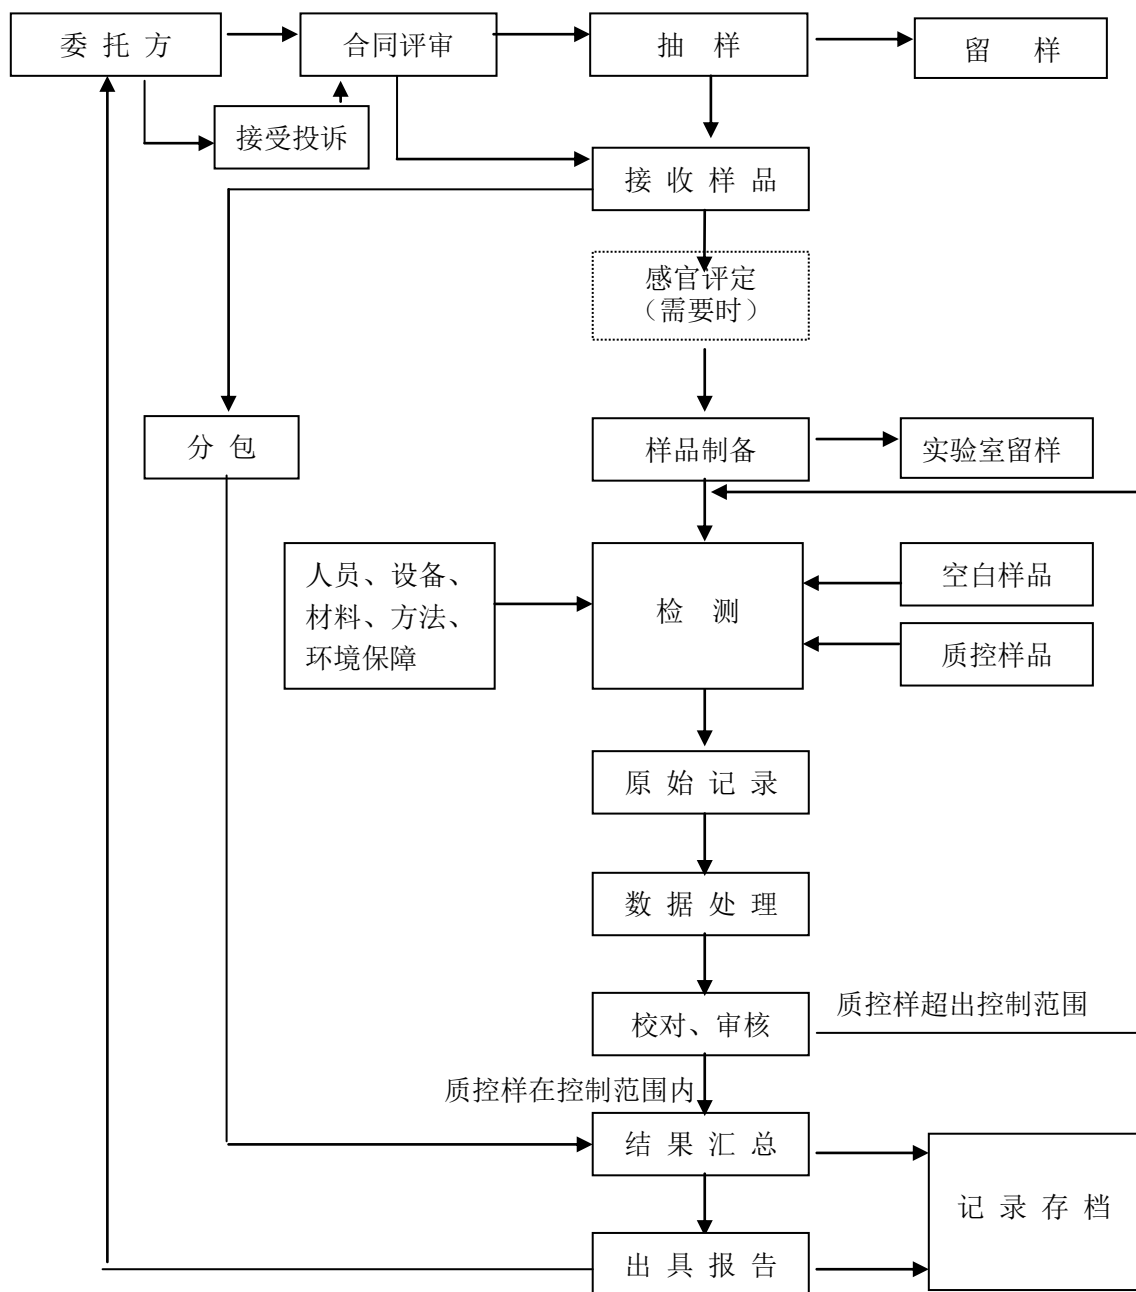 委 托 方
合同评审
抽 样
留 样
接受投诉
接 收 样 品
感官评定
（需要时）
分 包
样品制备
实验室留样
人员、设备、
材料、方法、
环境保障
检 测
空白样品
质控样品
原 始 记 录
数 据 处 理
校对、审核
质控样超出控制范围
质控样在控制范围内
结 果 汇 总
记 录 存 档
出 具 报 告